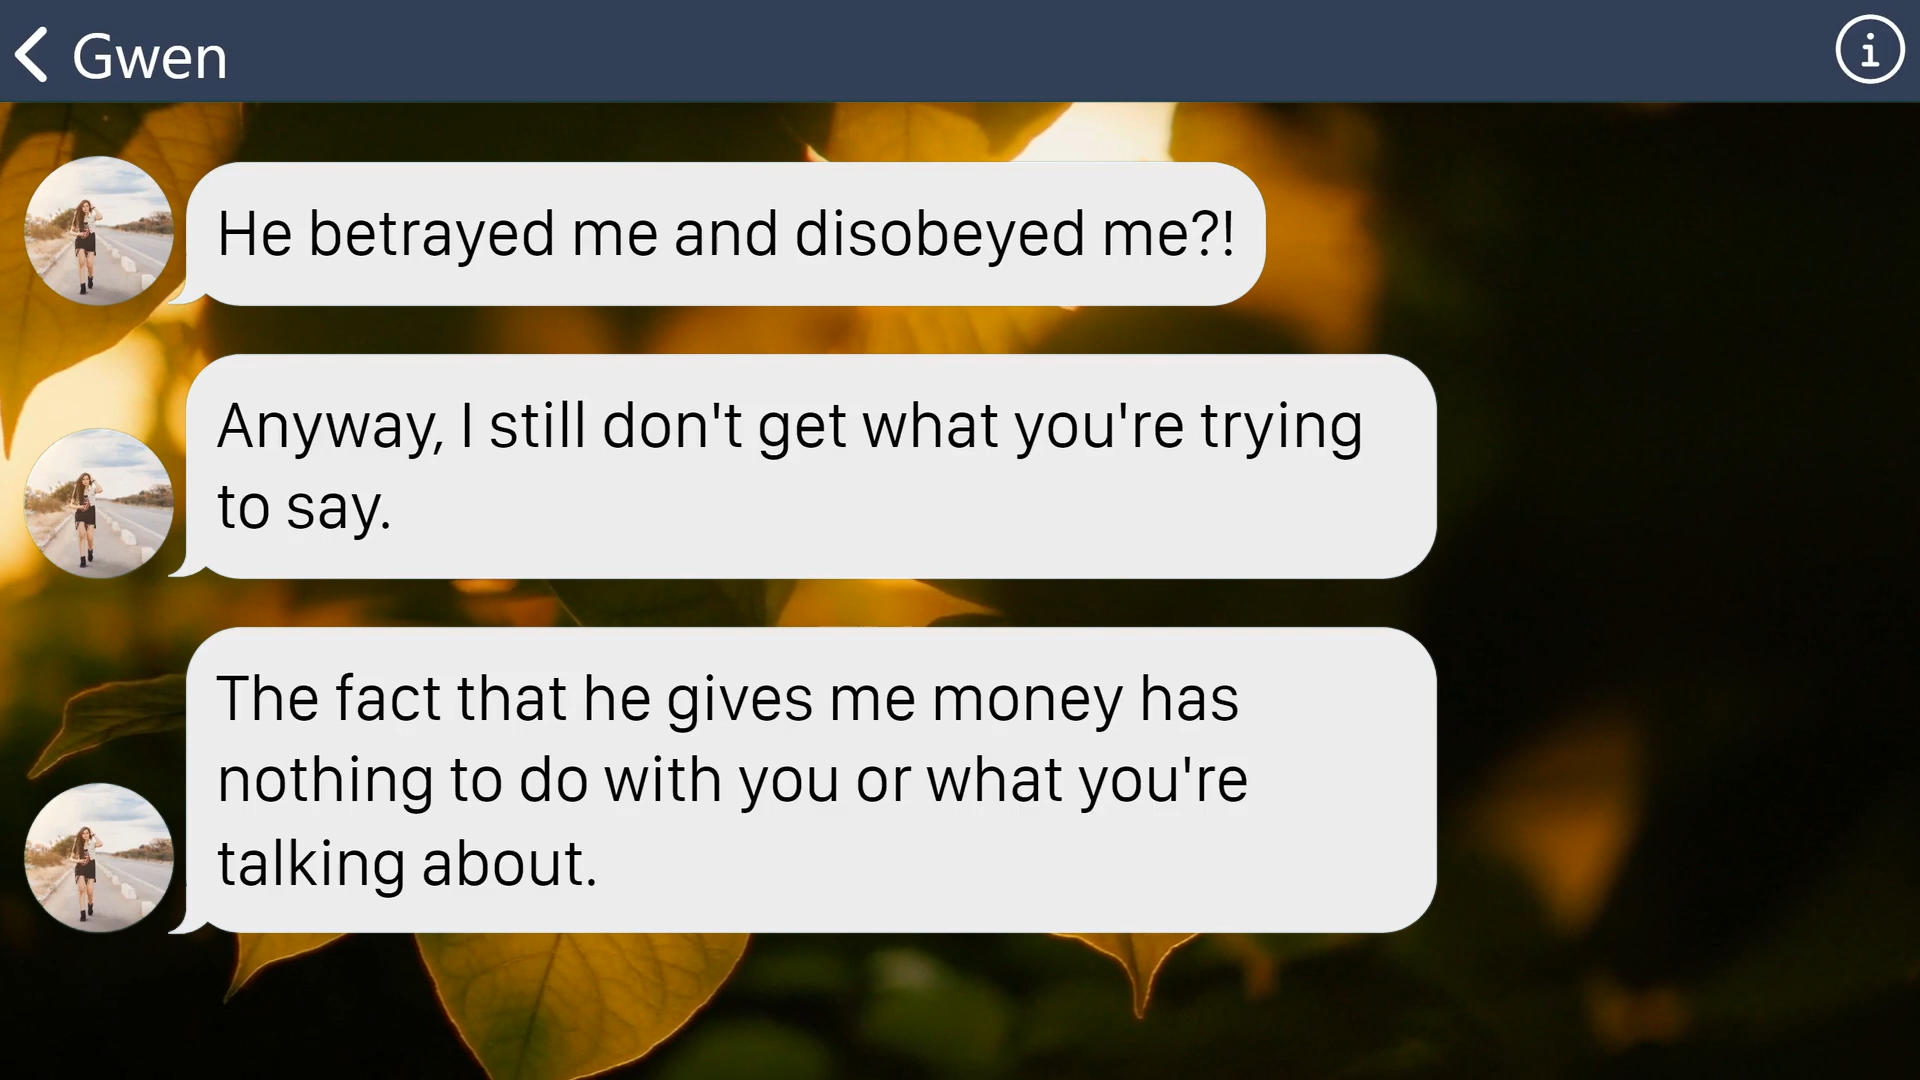 Gwen
He betrayed me and disobeyed me?!
Anyway, I still don't get what you're trying
to say.
The fact that he gives me money has
nothing to do with you or what you're
talking about.